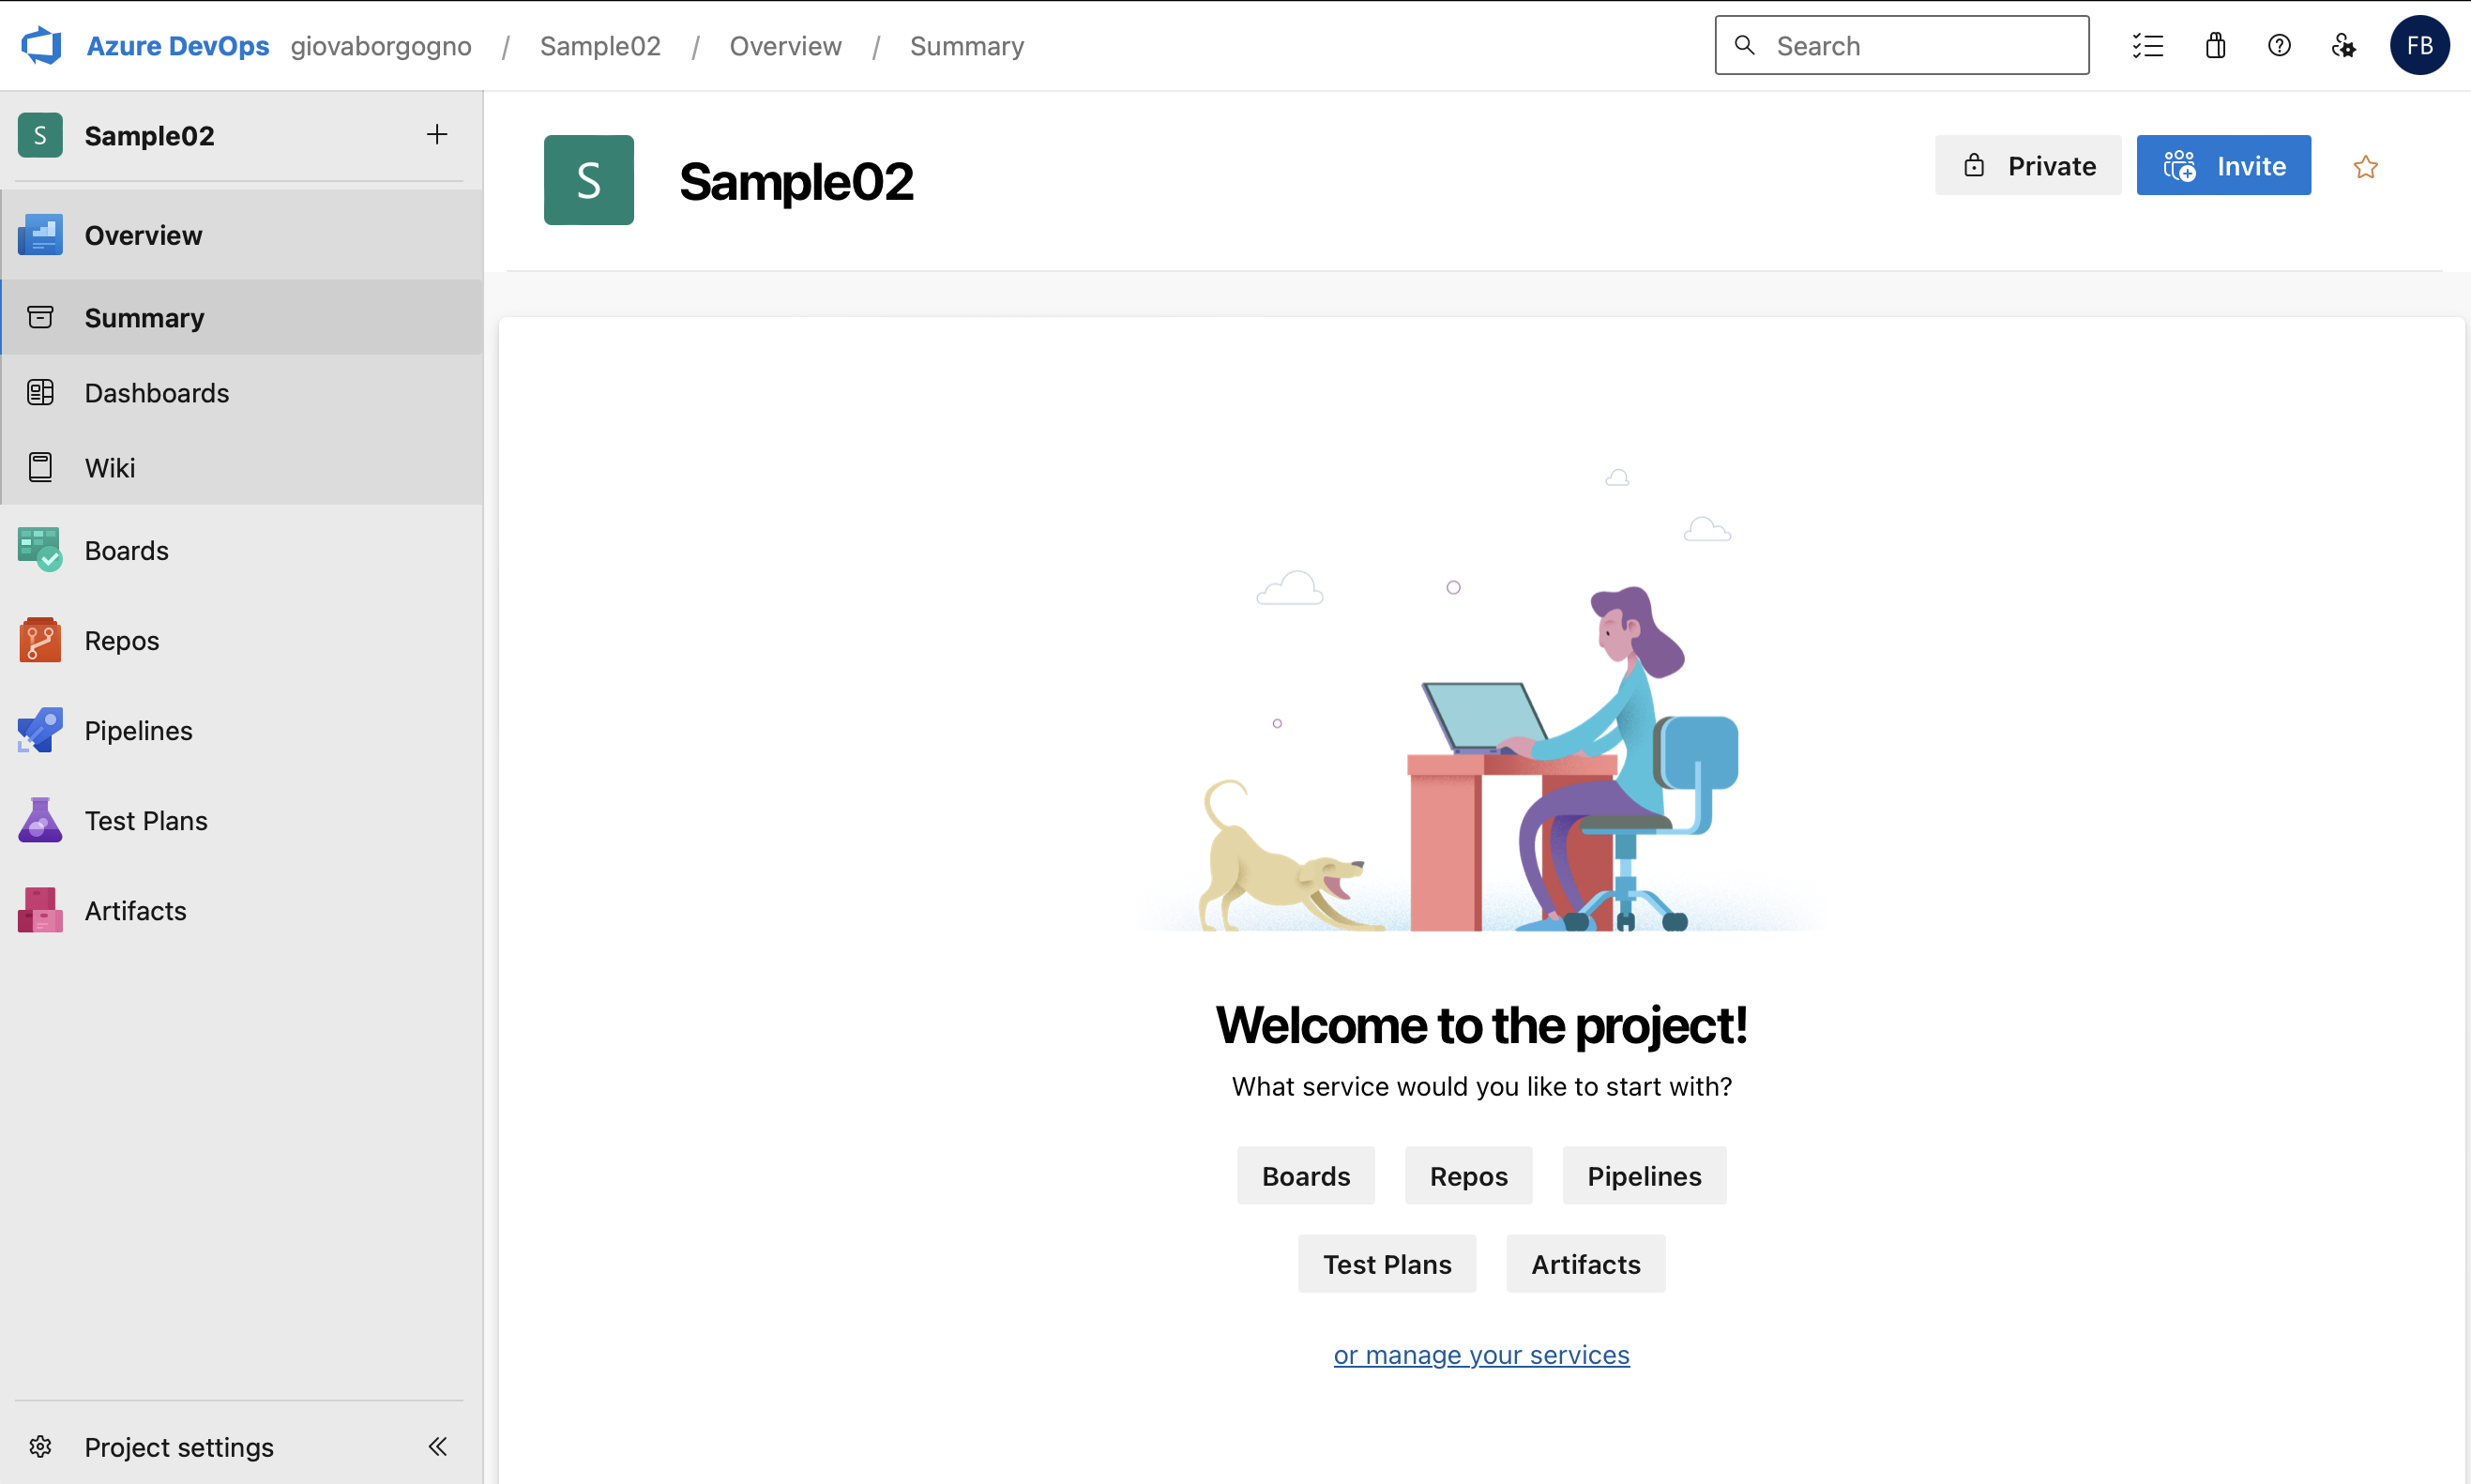 Azure DevOps giovaborgogno / Sample02 / Overview / Summary
Search
FB
S Sample02
Overview
Summary
Dashboards
Wiki
Boards
Repos
Pipelines
Test Plans
Artifacts
Project settings
S Sample02
Private
Invite
Welcome to the project!
What service would you like to start with?
Boards Repos Pipelines
Test Plans Artifacts
or manage your services